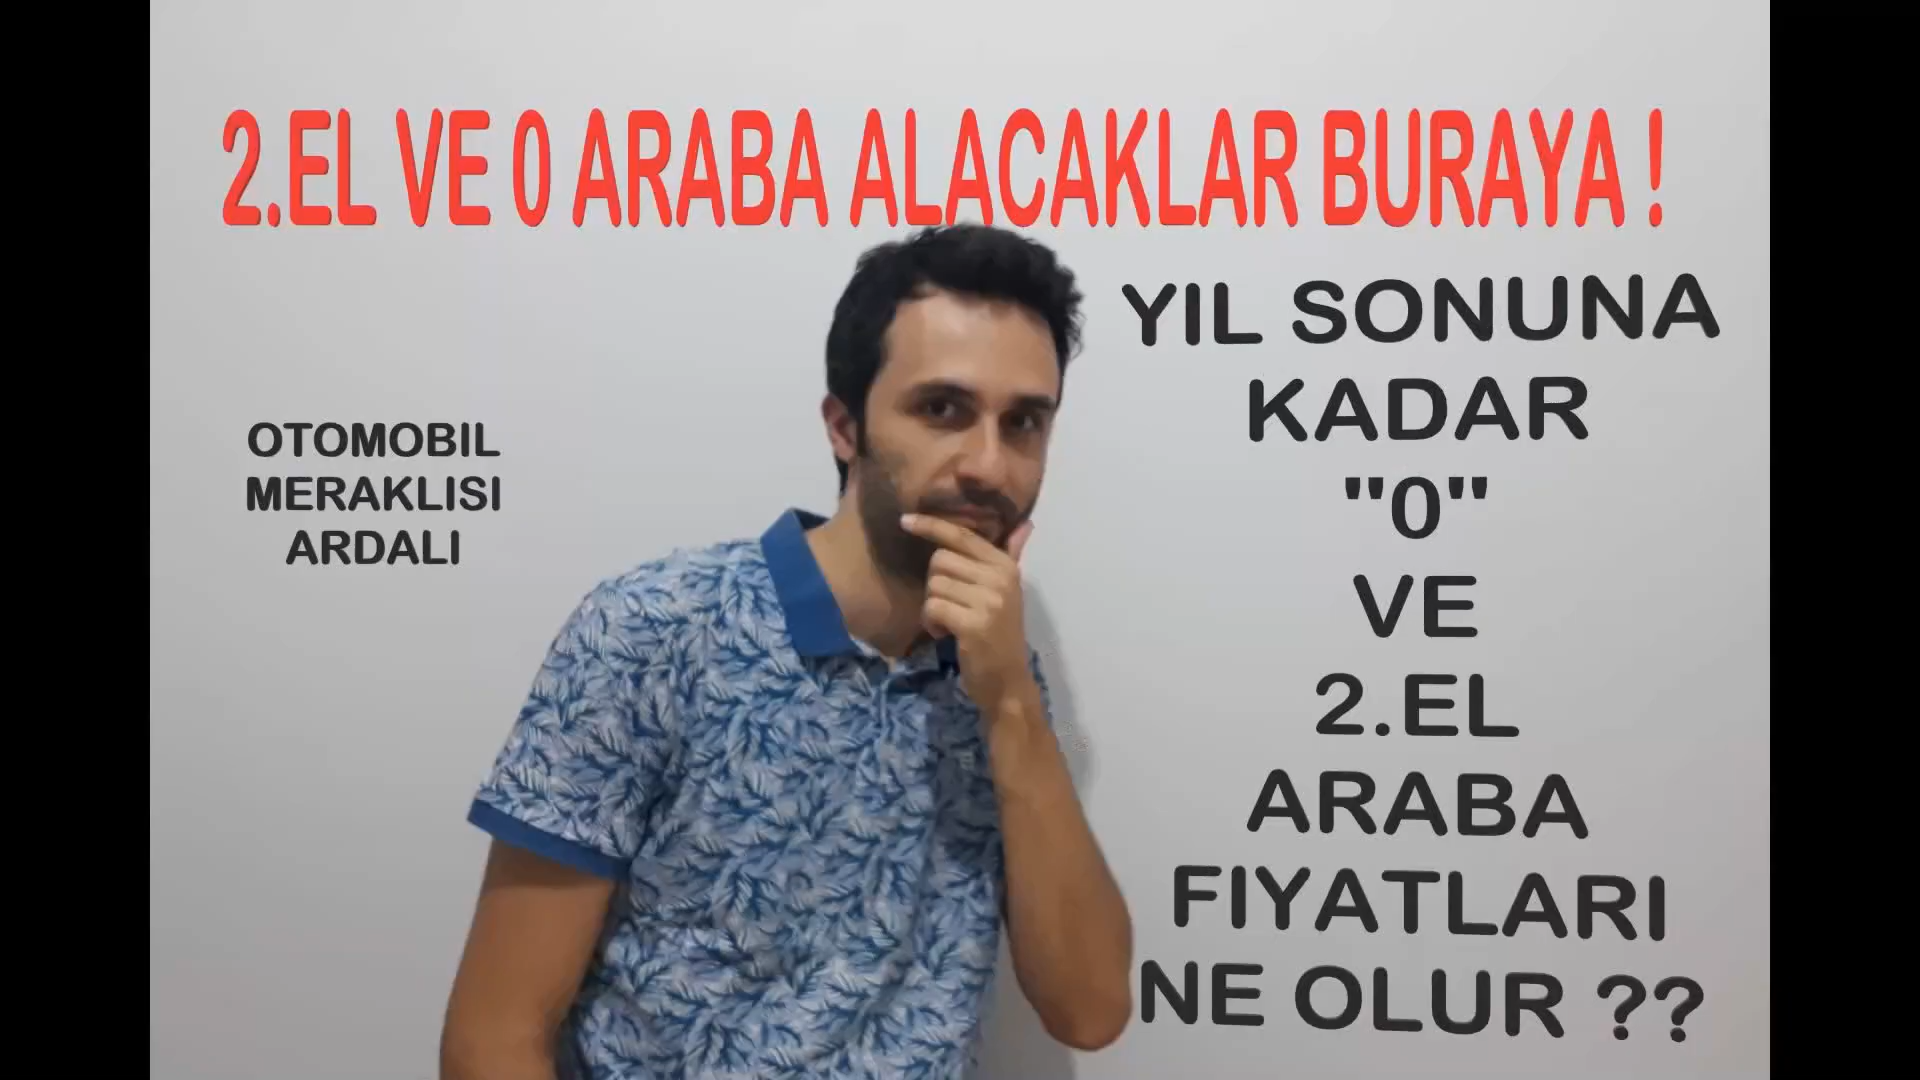 2.EL VE 0 ARABA ALACAKLAR BURAYA !
OTOMOBIL
MERAKLISI
ARDALI
YIL SONUNA
KADAR
"0"
VE
2.EL
ARABA
FIYATLARI
NE OLUR ??